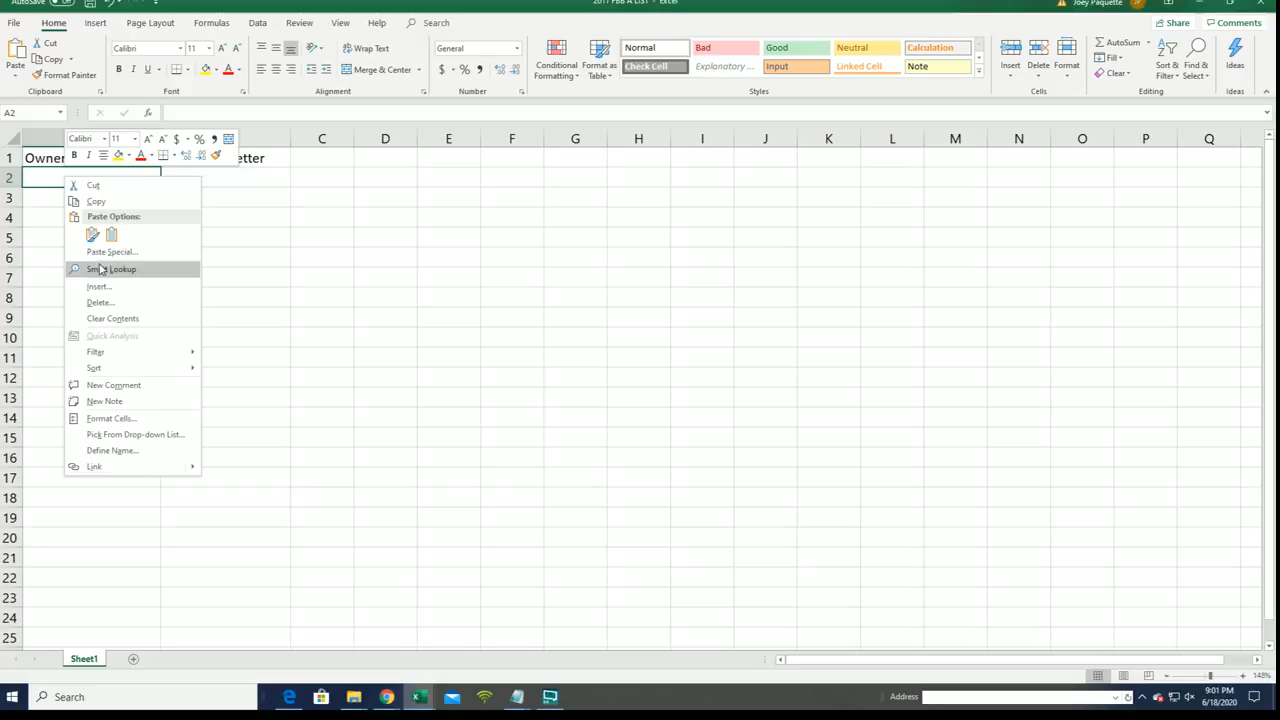 AutoSave Off
2017 FBB A LIST - Excel
Joey Paquette JP
File Home Insert Page Layout Formulas Data Review View Help Search Share Comments
Cut
Copy
Format Painter
Paste
Clipboard
Calibri 11
B I U
Font
Wrap Text
Merge & Center
Alignment
General
$ % ,
Number
Conditional Formatting
Format as Table
Normal Bad Good Neutral Calculation
Check Cell Explanatory ... Input Linked Cell Note
Styles
Insert Delete Format
Cells
AutoSum
Fill
Clear
Sort & Filter
Find & Select
Editing
Ideas
Ideas
A2 fx
C D E F G H I J K L M N O P Q
Calibri 11 $ % ,
B I
1 Owner etter
2
3
4
5
6
7
8
9
10
11
12
13
14
15
16
17
18
19
20
21
22
23
24
25
Cut
Copy
Paste Options:
Paste Special...
Smart Lookup
Insert...
Delete...
Clear Contents
Quick Analysis
Filter
Sort
New Comment
New Note
Format Cells...
Pick From Drop-down List...
Define Name...
Link
Sheet1
148%
Search
Address
9:01 PM
6/18/2020